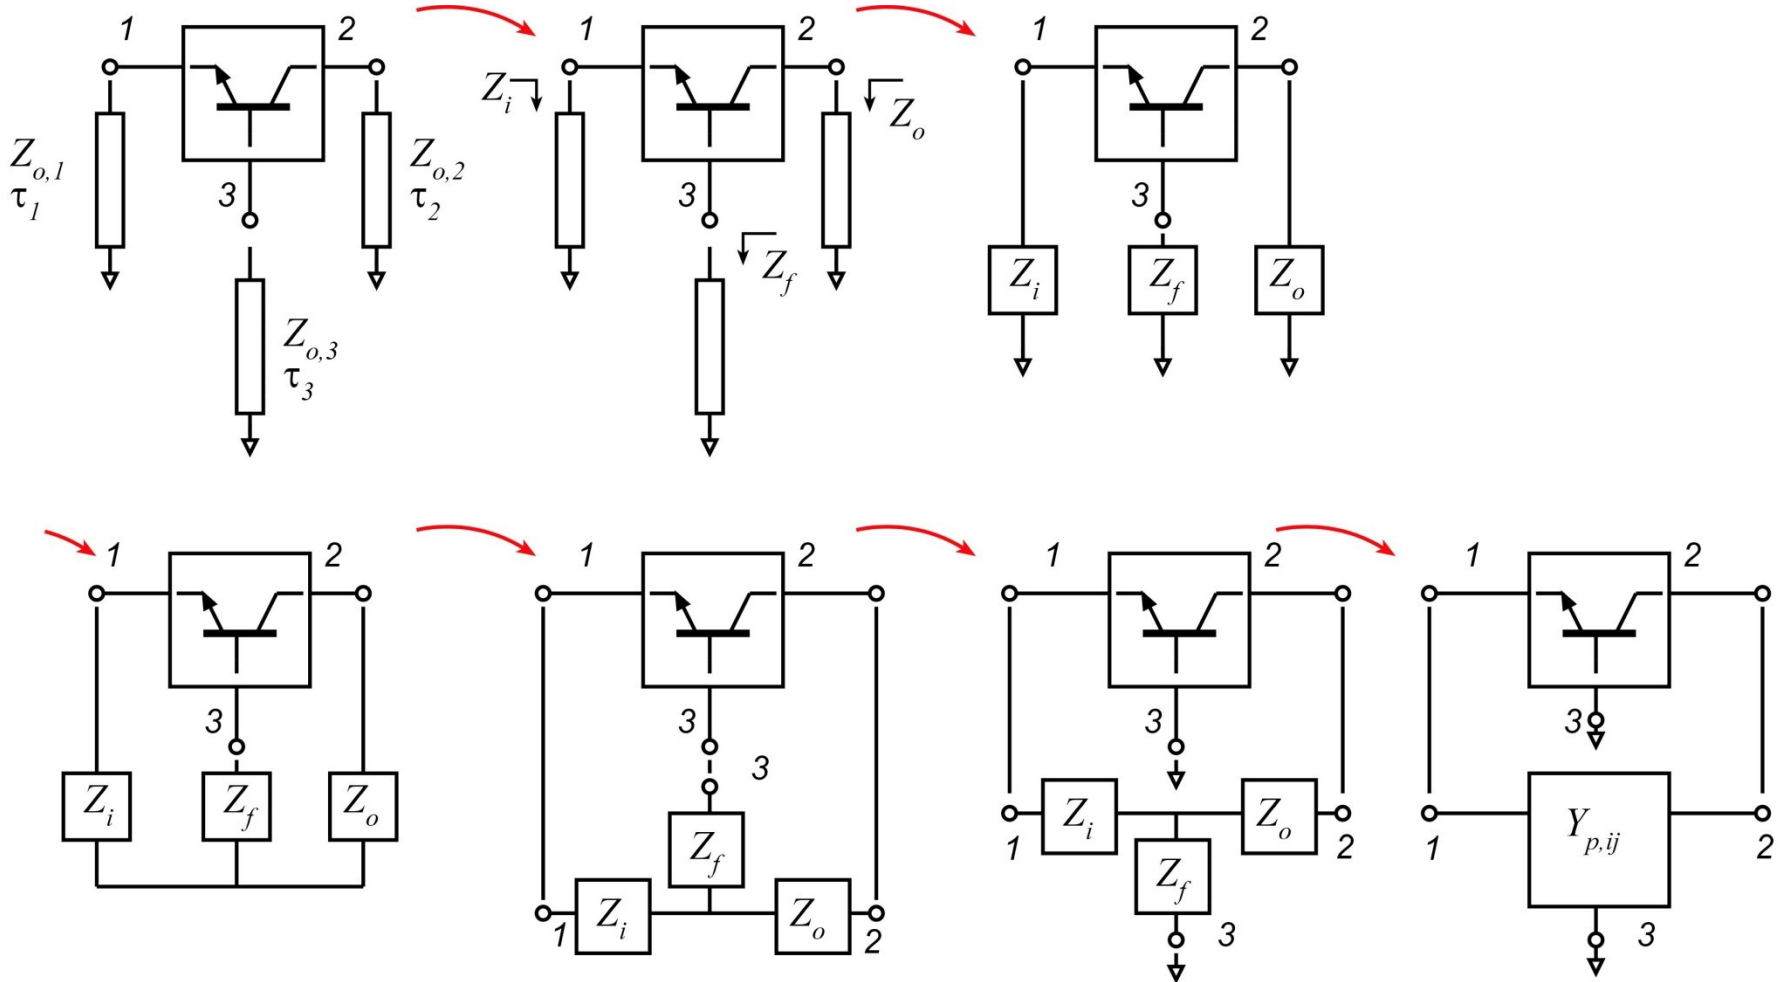 1 2
Z_i
Z_o
Z_{o,1}
τ_1
3
Z_{o,2}
τ_2
Z_{o,3}
τ_3
1 2
3
Z_f
1 2
3
Z_i Z_f Z_o
1 2
3
Z_i Z_f Z_o
1 2
3
3
Z_f
Z_i Z_o
1 2
1 2
3
Z_i Z_o
1 2
Z_f
3
1 2
3
Y_{p,ij}
1 2
3